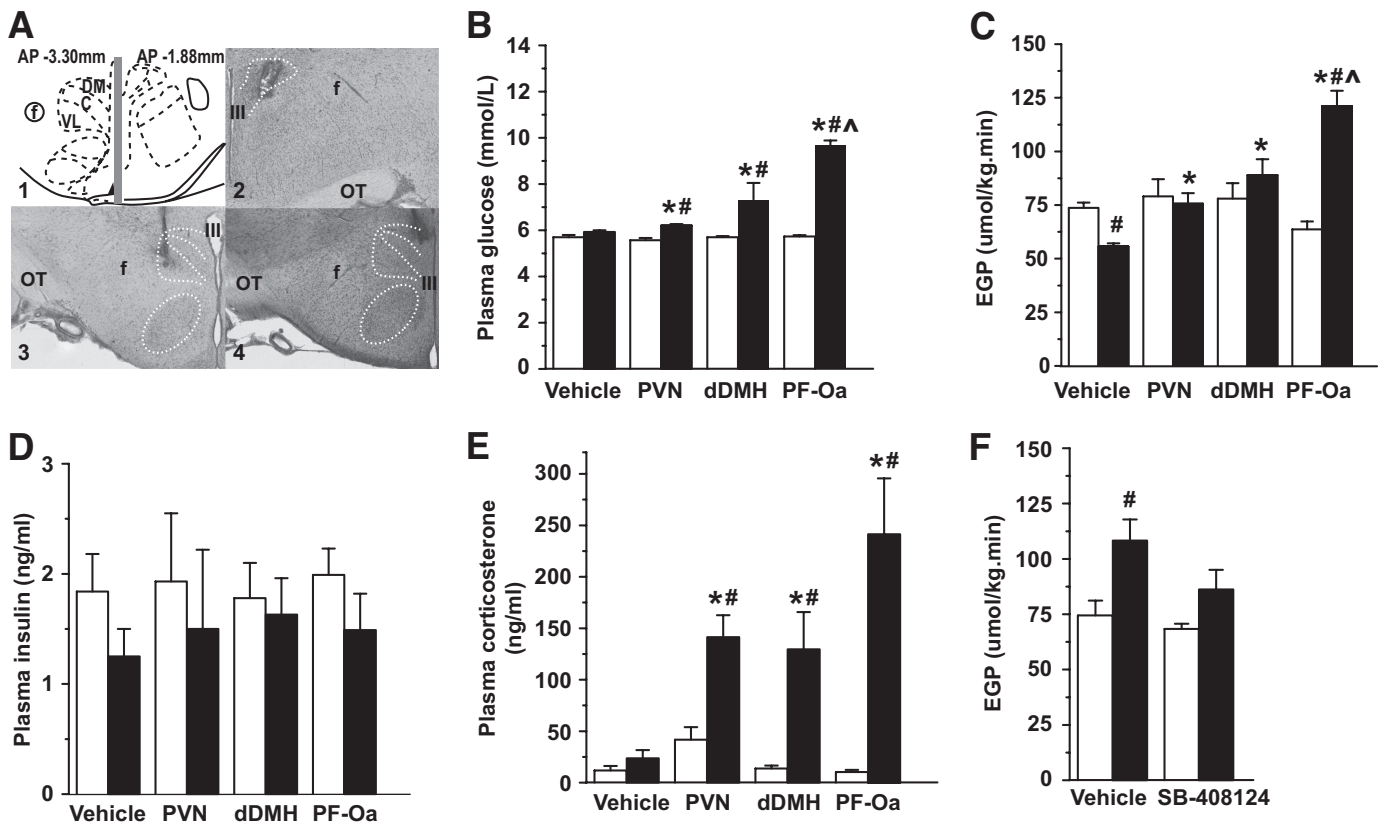 A
AP -3.30mm AP -1.88mm
DM
C
VL
f
1
f
III
OT
2
III
f
OT
3
III
f
OT
4
B
Plasma glucose (mmol/L)
14
12
10
8
6
4
2
0
*#
*#
*#^
Vehicle PVN dDMH PF-Oa
C
EGP (umol/kg.min)
150
125
100
75
50
25
0
#
*
*
*#^
Vehicle PVN dDMH PF-Oa
D
Plasma insulin (ng/ml)
3
2
1
0
Vehicle PVN dDMH PF-Oa
E
Plasma corticosterone
(ng/ml)
300
250
200
150
100
50
0
*#
*#
*#
Vehicle PVN dDMH PF-Oa
F
EGP (umol/kg.min)
150
125
100
75
50
25
0
#
Vehicle SB-408124